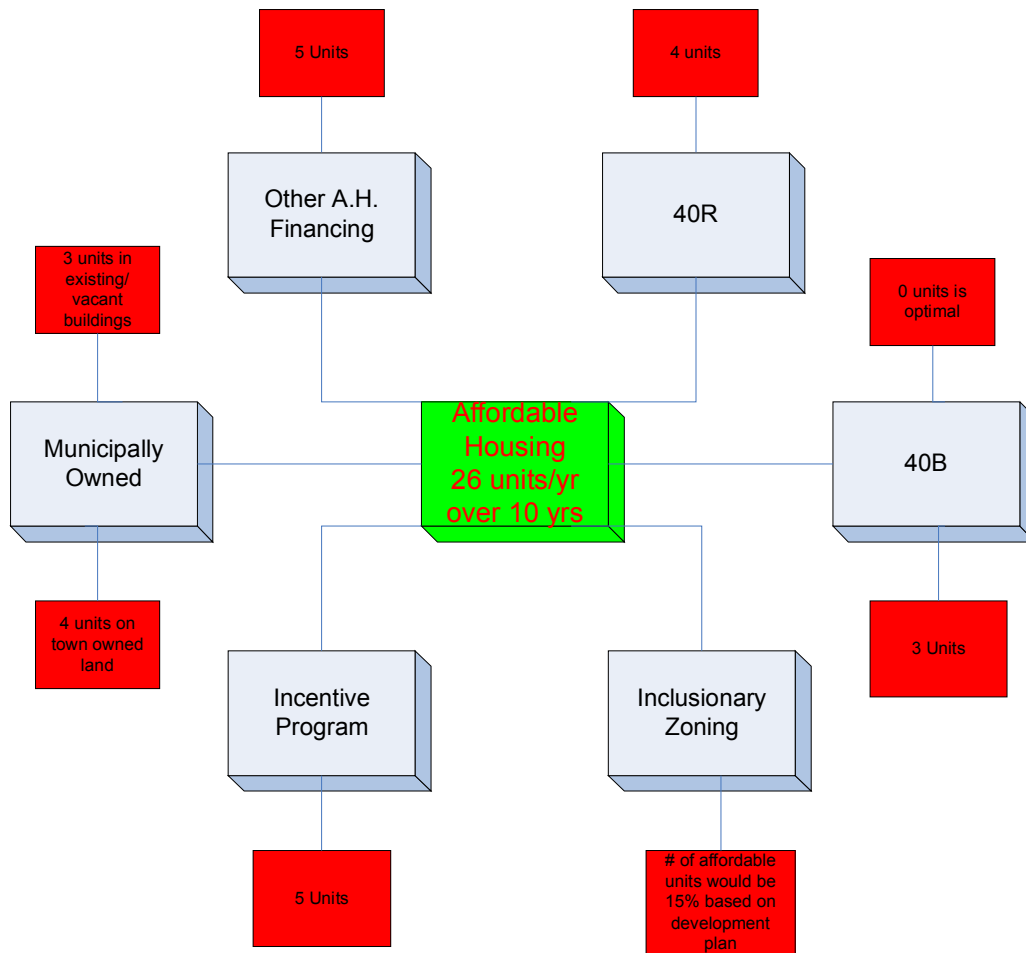 5 Units
4 units
Other A.H.
Financing
40R
3 units in
existing/
vacant
buildings
0 units is
optimal
Municipally
Owned
Affordable
Housing
26 units/yr
over 10 yrs
40B
4 units on
town owned
land
3 Units
Incentive
Program
Inclusionary
Zoning
5 Units
# of affordable
units would be
15% based on
development
plan